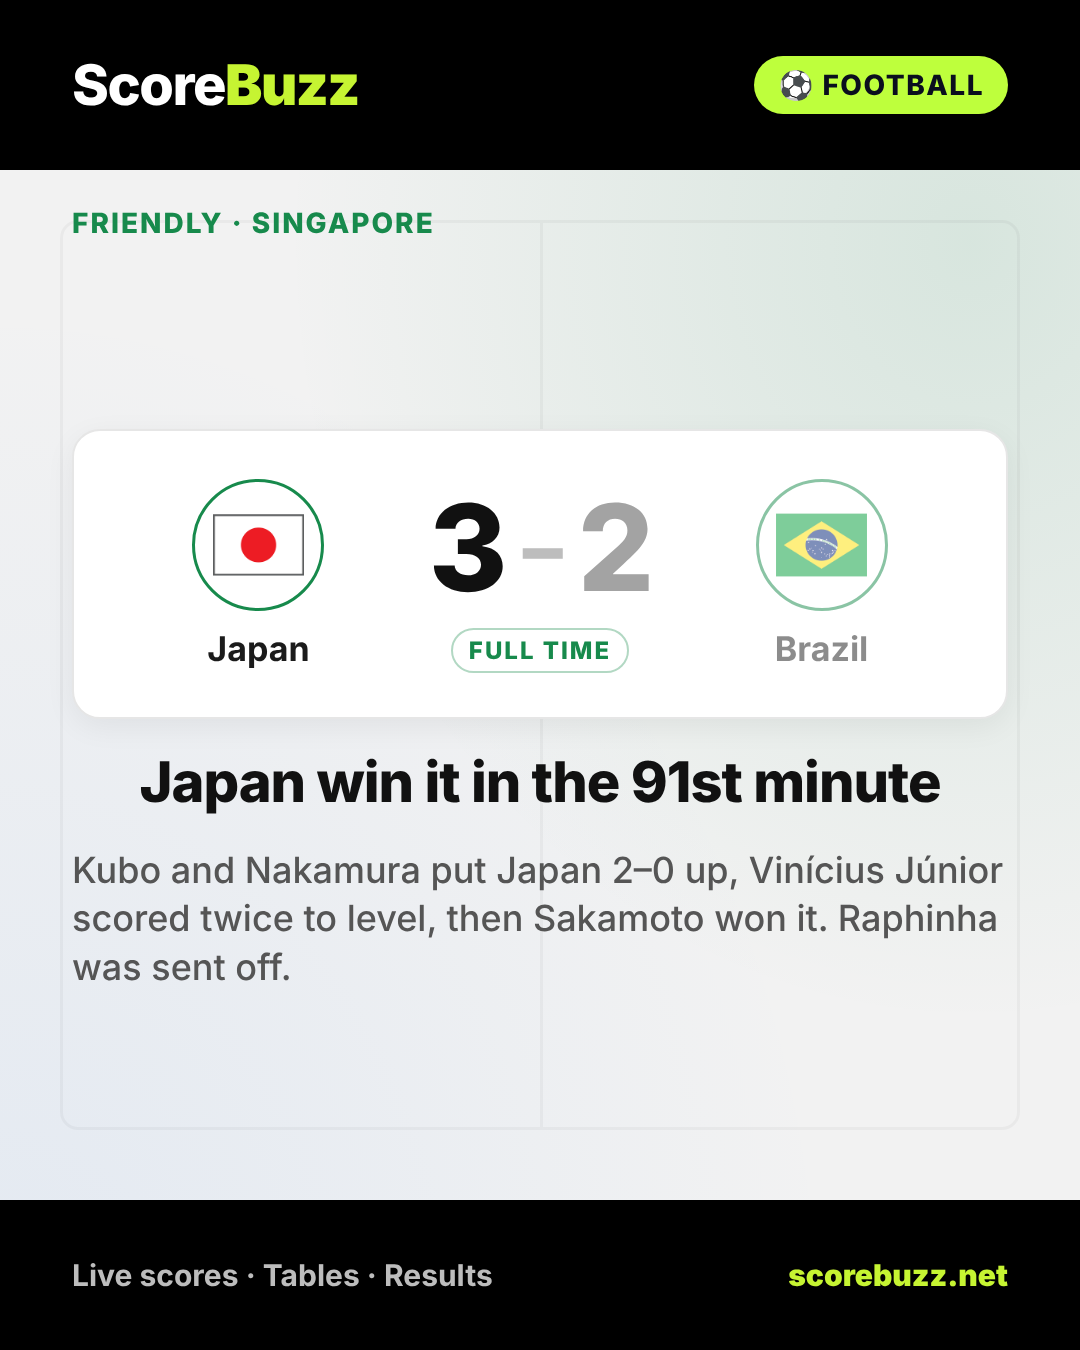 ScoreBuzz
⚽ FOOTBALL
FRIENDLY · SINGAPORE
3-2
Japan
FULL TIME
Brazil
Japan win it in the 91st minute
Kubo and Nakamura put Japan 2–0 up, Vinícius Júnior
scored twice to level, then Sakamoto won it. Raphinha
was sent off.
Live scores · Tables · Results
scorebuzz.net